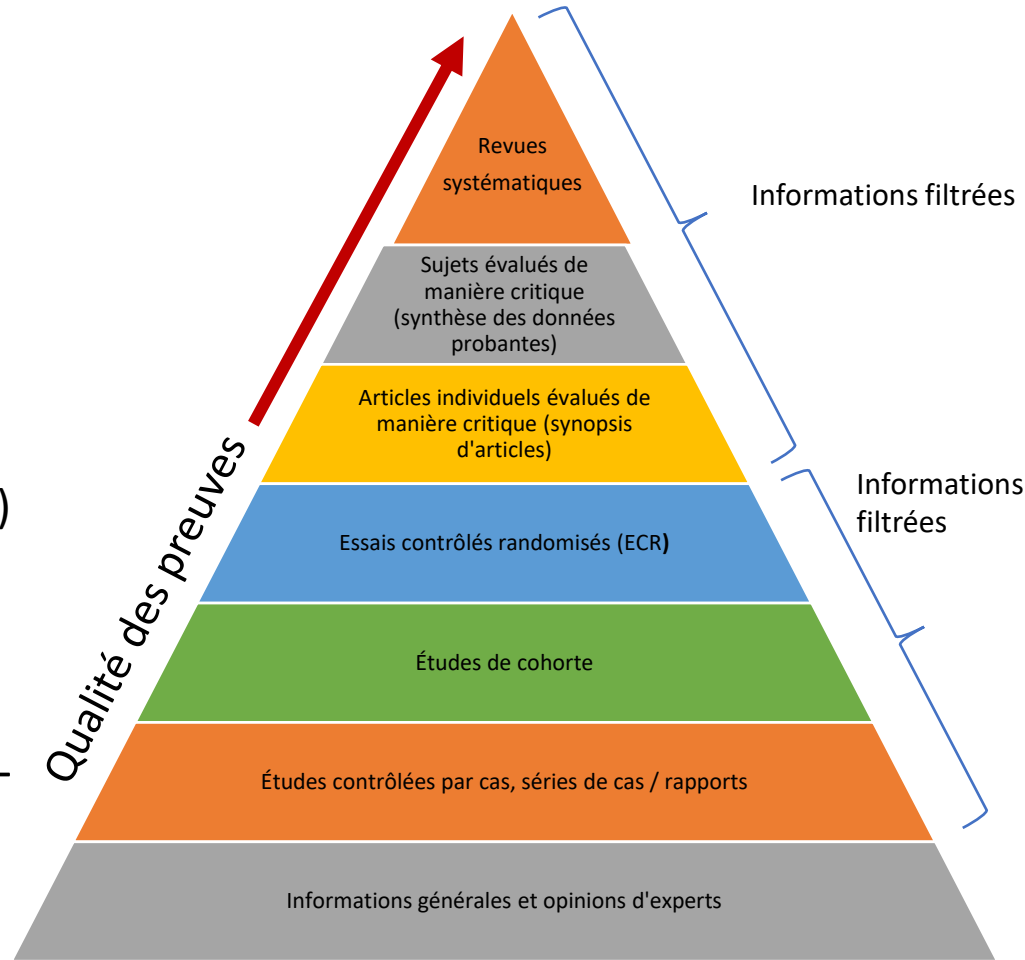 Revues
systématiques
Informations filtrées
Sujets évalués de
manière critique
(synthèse des données
probantes)
Articles individuels évalués de
manière critique (synopsis
d'articles)
Informations
filtrées
)
Qualité des preuves
Essais contrôlés randomisés (ECR)
Études de cohorte
Études contrôlées par cas, séries de cas / rapports
Informations générales et opinions d'experts